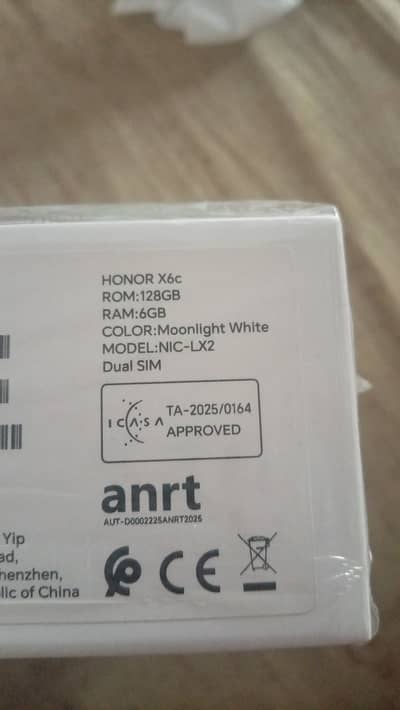 HONOR X6c
ROM:128GB
RAM:6GB
COLOR:Moonlight White
MODEL:NIC-LX2
Dual SIM
ICASA TA-2025/0164
APPROVED
anrt
AUT-D0002225ANRT2025
Yip
ad,
henzhen,
lic of China
CE